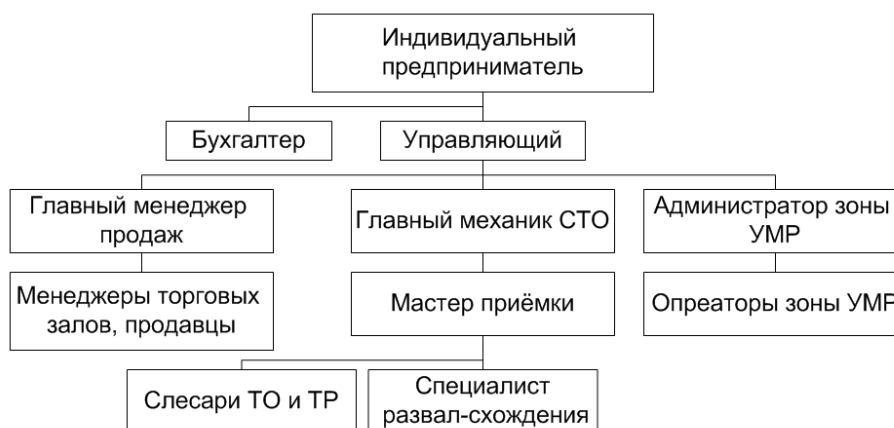 Индивидуальный
предприниматель
Бухгалтер
Управляющий
Главный менеджер
продаж
Главный механик СТО
Администратор зоны
УМР
Менеджеры торговых
залов, продавцы
Мастер приёмки
Опреаторы зоны УМР
Слесари ТО и ТР
Специалист
развал-схождения